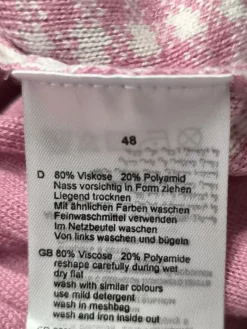 48
D 80% Viskose 20% Polyamid
Nass vorsichtig in Form ziehen
Liegend trocknen
Mit ähnlichen Farben waschen
Feinwaschmittel verwenden
Im Netzbeutel waschen
Von links waschen und bügeln
GB 80% Viscose 20% Polyamide
reshape carefully during wet
dry flat
wash with similar colours
use mild detergent
wash in meshbag
wash and iron inside out